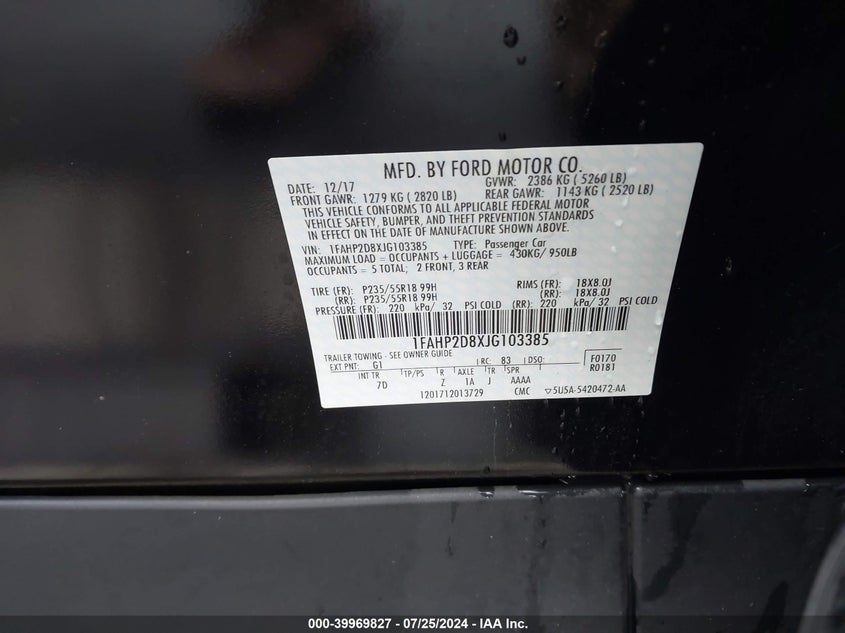 MFD. BY FORD MOTOR CO.
DATE: 12/17 GVWR: 2386 KG ( 5260 LB)
FRONT GAWR: 1279 KG ( 2820 LB) REAR GAWR: 1143 KG ( 2520 LB)
THIS VEHICLE CONFORMS TO ALL APPLICABLE FEDERAL MOTOR
VEHICLE SAFETY, BUMPER, AND THEFT PREVENTION STANDARDS
IN EFFECT ON THE DATE OF MANUFACTURE SHOWN ABOVE.
VIN: 1FAHP2D8XJG103385 TYPE: Passenger Car
MAXIMUM LOAD = OCCUPANTS + LUGGAGE = 430KG/ 950LB
OCCUPANTS = 5 TOTAL; 2 FRONT, 3 REAR
TIRE (FR): P235/55R18 99H RIMS (FR): 18X8.0J
(RR): P235/55R18 99H (RR): 18X8.0J
PRESSURE (FR): 220 kPa/ 32 PSI COLD (RR): 220 kPa/ 32 PSI COLD
1FAHP2D8XJG103385
TRAILER TOWING - SEE OWNER GUIDE
EXT PNT: G1 RC: 83 DSO: F0170
R0181
INT TR TP/PS R AXLE TR SPR
7D Z 1A J AAAA
1201712013729 CMC ▽5U5A-5420472-AA
000-39969827 - 07/25/2024 - IAA Inc.